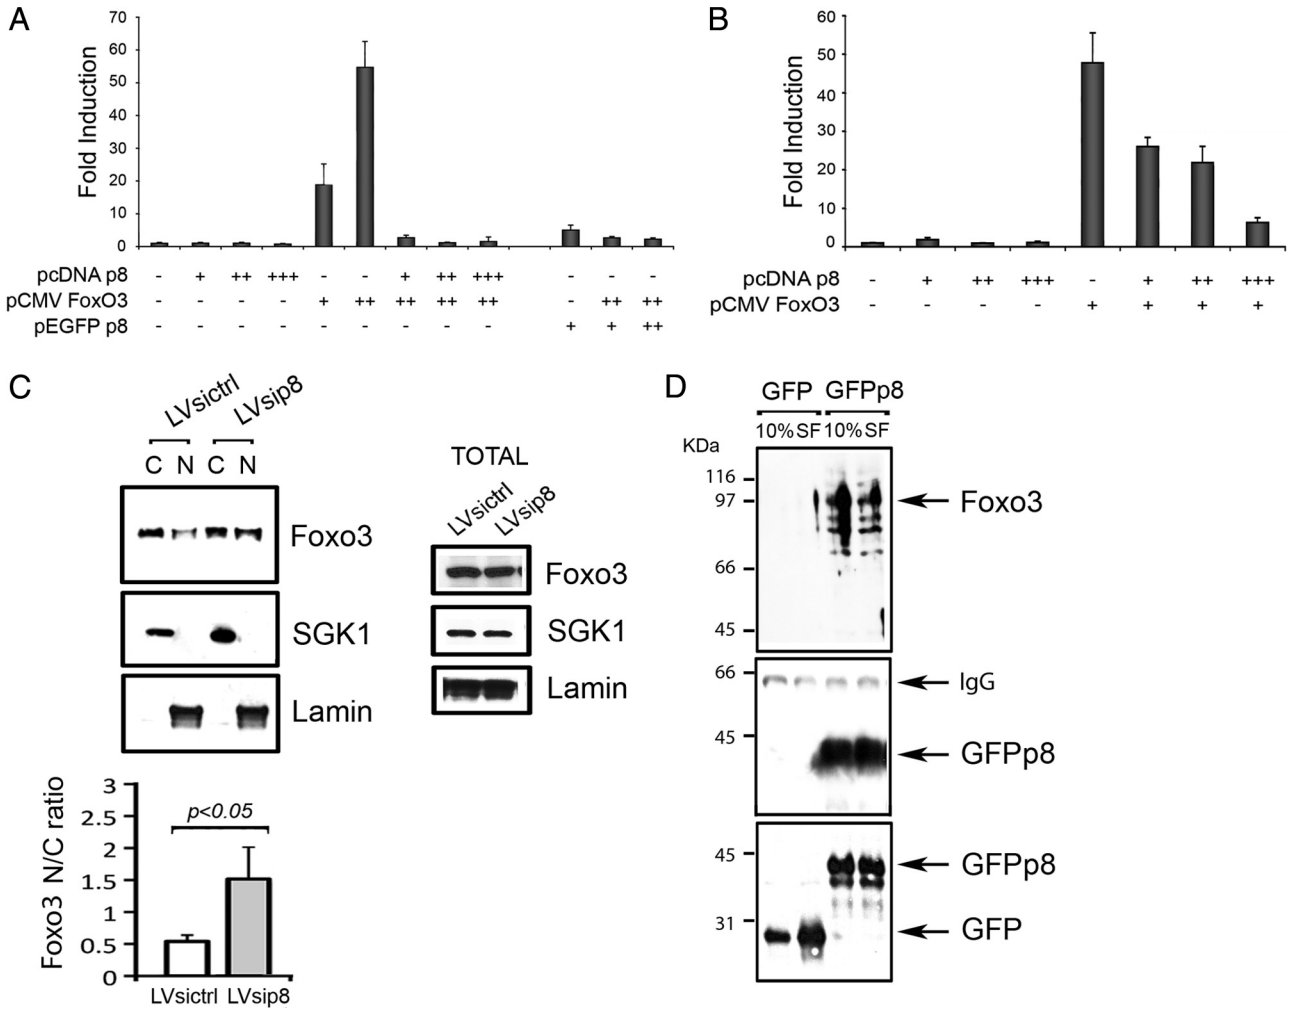 A
70
60
50
40
30
20
10
0
Fold Induction
pcDNA p8 - + ++ +++ - - + ++ +++ - - -
pCMV FoxO3 - - - - + ++ ++ ++ ++ - ++ ++
pEGFP p8 - - - - - - - - - + + ++
B
60
50
40
30
20
10
0
Fold Induction
pcDNA p8 - + ++ +++ - + ++ +++
pCMV FoxO3 - - - - + + + +
C
LVsictrl LVsip8
C N C N
Foxo3
SGK1
Lamin
TOTAL
LVsictrl LVsip8
Foxo3
SGK1
Lamin
3
2.5
2
1.5
1
0.5
0
Foxo3 N/C ratio
p<0.05
LVsictrl LVsip8
D
GFP GFPp8
10% SF 10% SF
KDa
116
97
66
45
Foxo3
66
45
IgG
GFPp8
45
31
GFPp8
GFP